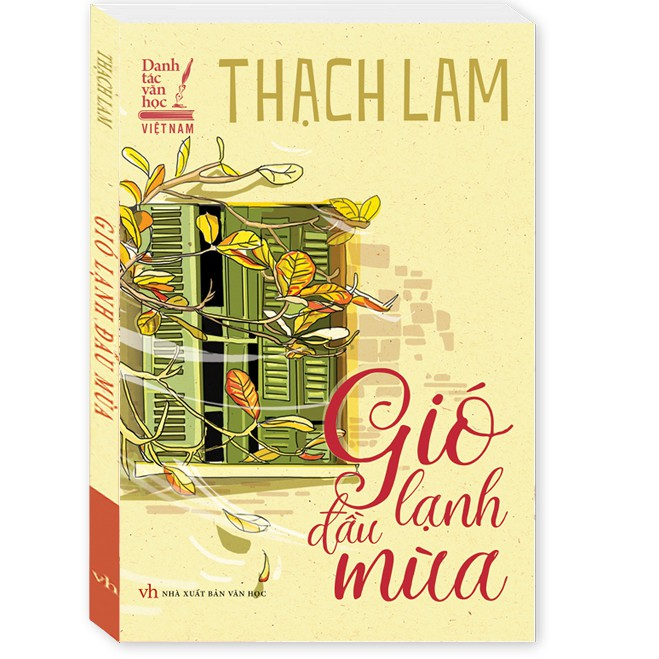 THẠCH LAM
GIÓ LẠNH ĐẦU MÙA
vh
Danh
tác
văn
học
VIỆT NAM
THẠCH LAM
Gió
lạnh
đầu
mùa
vh NHÀ XUẤT BẢN VĂN HỌC